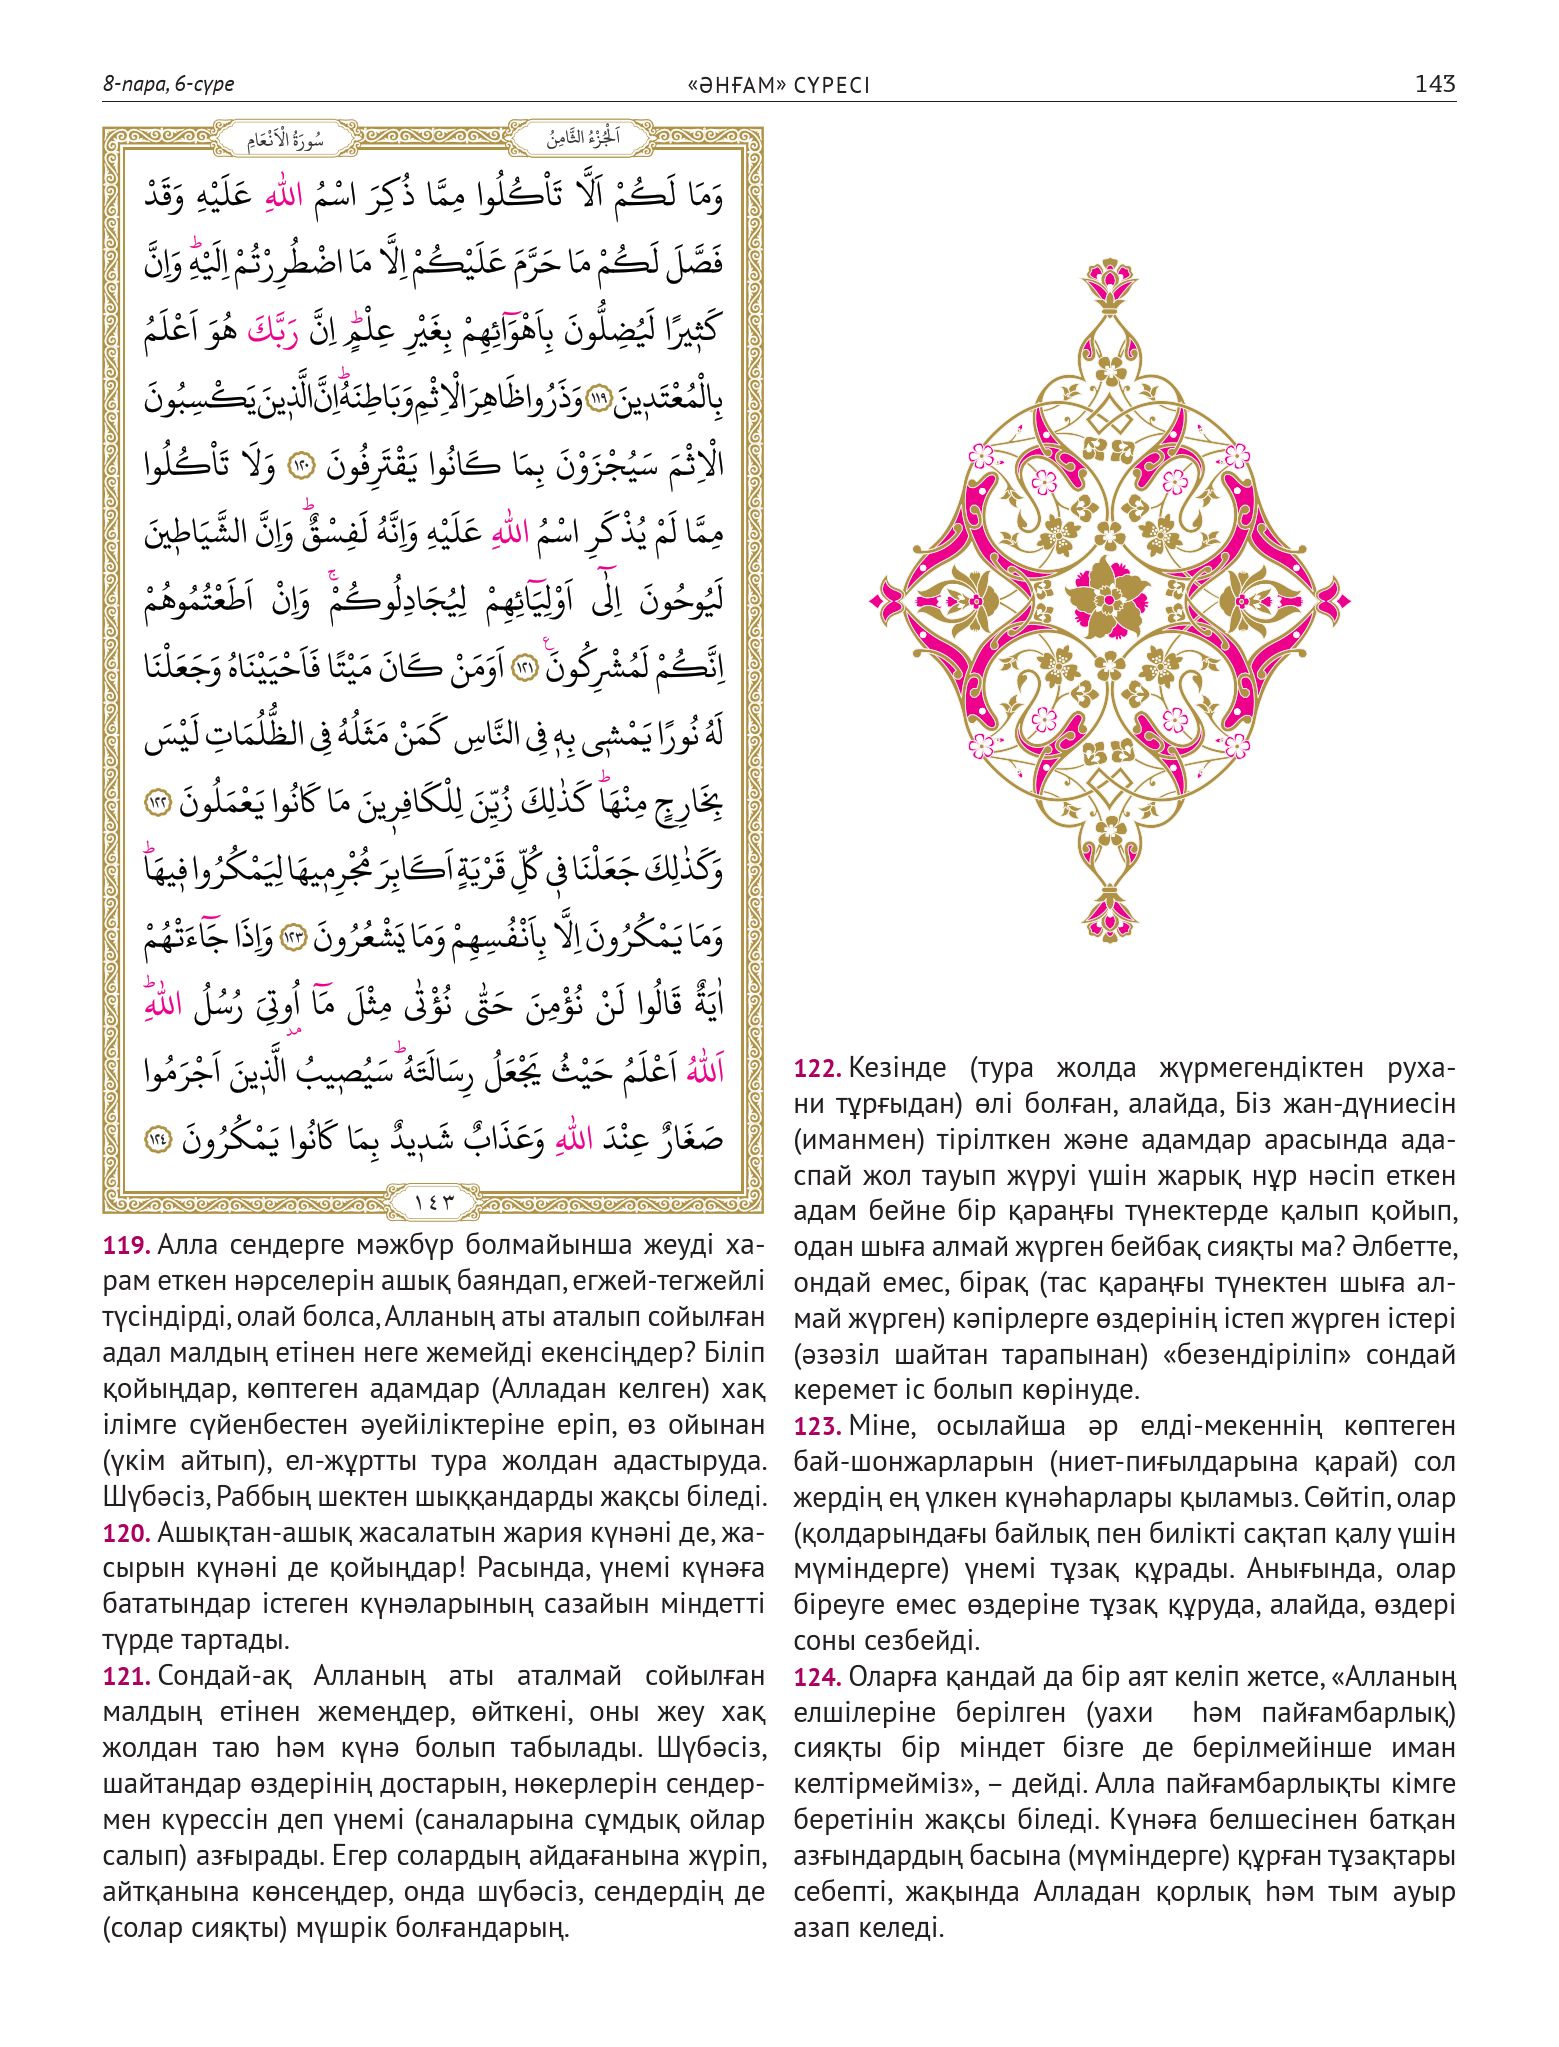 8-пара, 6-сүре
«ӘНҒАМ» СҮРЕСІ
143
سُورَةُ الْاَنْعَامِ
اَلْجُزْءُ الثَّامِنُ
وَمَا لَكُمْ اَلَّا تَاْكُلُوا مِمَّا ذُكِرَ اسْمُ اللّٰهِ عَلَيْهِ وَقَدْ
فَصَّلَ لَكُمْ مَا حَرَّمَ عَلَيْكُمْ اِلَّا مَا اضْطُرِرْتُمْ اِلَيْهِۜ وَاِنَّ
كَثٖيرًا لَيُضِلُّونَ بِاَهْوَٓائِهِمْ بِغَيْرِ عِلْمٍۜ اِنَّ رَبَّكَ هُوَ اَعْلَمُ
بِالْمُعْتَدٖينَ ﴿١١٩﴾ وَذَرُوا ظَاهِرَ الْاِثْمِ وَبَاطِنَهُۜ اِنَّ الَّذٖينَ يَكْسِبُونَ
الْاِثْمَ سَيُجْزَوْنَ بِمَا كَانُوا يَقْتَرِفُونَ ﴿١٢٠﴾ وَلَا تَاْكُلُوا
مِمَّا لَمْ يُذْكَرِ اسْمُ اللّٰهِ عَلَيْهِ وَاِنَّهُ لَفِسْقٌۜ وَاِنَّ الشَّيَاطٖينَ
لَيُوحُونَ اِلٰٓى اَوْلِيَٓائِهِمْ لِيُجَادِلُوكُمْۚ وَاِنْ اَطَعْتُمُوهُمْ
اِنَّكُمْ لَمُشْرِكُونَ ﴿١٢١﴾ اَوَمَنْ كَانَ مَيْتًا فَاَحْيَيْنَاهُ وَجَعَلْنَا
لَهُ نُورًا يَمْشٖى بِهٖ فِى النَّاسِ كَمَنْ مَثَلُهُ فِى الظُّلُمَاتِ لَيْسَ
بِخَارِجٍ مِنْهَاۜ كَذٰلِكَ زُيِّنَ لِلْكَافِرٖينَ مَا كَانُوا يَعْمَلُونَ ﴿١٢٢﴾
وَكَذٰلِكَ جَعَلْنَا فٖى كُلِّ قَرْيَةٍ اَكَابِرَ مُجْرِمٖيهَا لِيَمْكُرُوا فٖيهَاۜ
وَمَا يَمْكُرُونَ اِلَّا بِاَنْفُسِهِمْ وَمَا يَشْعُرُونَ ﴿١٢٣﴾ وَاِذَا جَٓاءَتْهُمْ
اٰيَةٌ قَالُوا لَنْ نُؤْمِنَ حَتّٰى نُؤْتٰى مِثْلَ مَٓا اُوتِىَ رُسُلُ اللّٰهِۜ
اَللّٰهُ اَعْلَمُ حَيْثُ يَجْعَلُ رِسَالَتَهُۜ سَيُصٖيبُ الَّذٖينَ اَجْرَمُوا
صَغَارٌ عِنْدَ اللّٰهِ وَعَذَابٌ شَدٖيدٌ بِمَا كَانُوا يَمْكُرُونَ ﴿١٢٤﴾
١٤٣
119. Алла сендерге мәжбүр болмайынша жеуді ха-
рам еткен нәрселерін ашық баяндап, егжей-тегжейлі
түсіндірді, олай болса, Алланың аты аталып сойылған
адал малдың етінен неге жемейді екенсіңдер? Біліп
қойыңдар, көптеген адамдар (Алладан келген) хақ
ілімге сүйенбестен әуейіліктеріне еріп, өз ойынан
(үкім айтып), ел-жұртты тура жолдан адастыруда.
Шүбәсіз, Раббың шектен шыққандарды жақсы біледі.
120. Ашықтан-ашық жасалатын жария күнәні де, жа-
сырын күнәні де қойыңдар! Расында, үнемі күнәға
бататындар істеген күнәларының сазайын міндетті
түрде тартады.
121. Сондай-ақ Алланың аты аталмай сойылған
малдың етінен жемеңдер, өйткені, оны жеу хақ
жолдан таю һәм күнә болып табылады. Шүбәсіз,
шайтандар өздерінің достарын, нөкерлерін сендер-
мен күрессін деп үнемі (саналарына сұмдық ойлар
салып) азғырады. Егер солардың айдағанына жүріп,
айтқанына көнсеңдер, онда шүбәсіз, сендердің де
(солар сияқты) мүшрік болғандарың.
122. Кезінде (тура жолда жүрмегендіктен руха-
ни тұрғыдан) өлі болған, алайда, Біз жан-дүниесін
(иманмен) тірілткен және адамдар арасында ада-
спай жол тауып жүруі үшін жарық нұр нәсіп еткен
адам бейне бір қараңғы түнектерде қалып қойып,
одан шыға алмай жүрген бейбақ сияқты ма? Әлбетте,
ондай емес, бірақ (тас қараңғы түнектен шыға ал-
май жүрген) кәпірлерге өздерінің істеп жүрген істері
(әзәзіл шайтан тарапынан) «безендіріліп» сондай
керемет іс болып көрінуде.
123. Міне, осылайша әр елді-мекеннің көптеген
бай-шонжарларын (ниет-пиғылдарына қарай) сол
жердің ең үлкен күнәһарлары қыламыз. Сөйтіп, олар
(қолдарындағы байлық пен билікті сақтап қалу үшін
мүміндерге) үнемі тұзақ құрады. Анығында, олар
біреуге емес өздеріне тұзақ құруда, алайда, өздері
соны сезбейді.
124. Оларға қандай да бір аят келіп жетсе, «Алланың
елшілеріне берілген (уахи һәм пайғамбарлық)
сияқты бір міндет бізге де берілмейінше иман
келтірмейміз», – дейді. Алла пайғамбарлықты кімге
беретінін жақсы біледі. Күнәға белшесінен батқан
азғындардың басына (мүміндерге) құрған тұзақтары
себепті, жақында Алладан қорлық һәм тым ауыр
азап келеді.